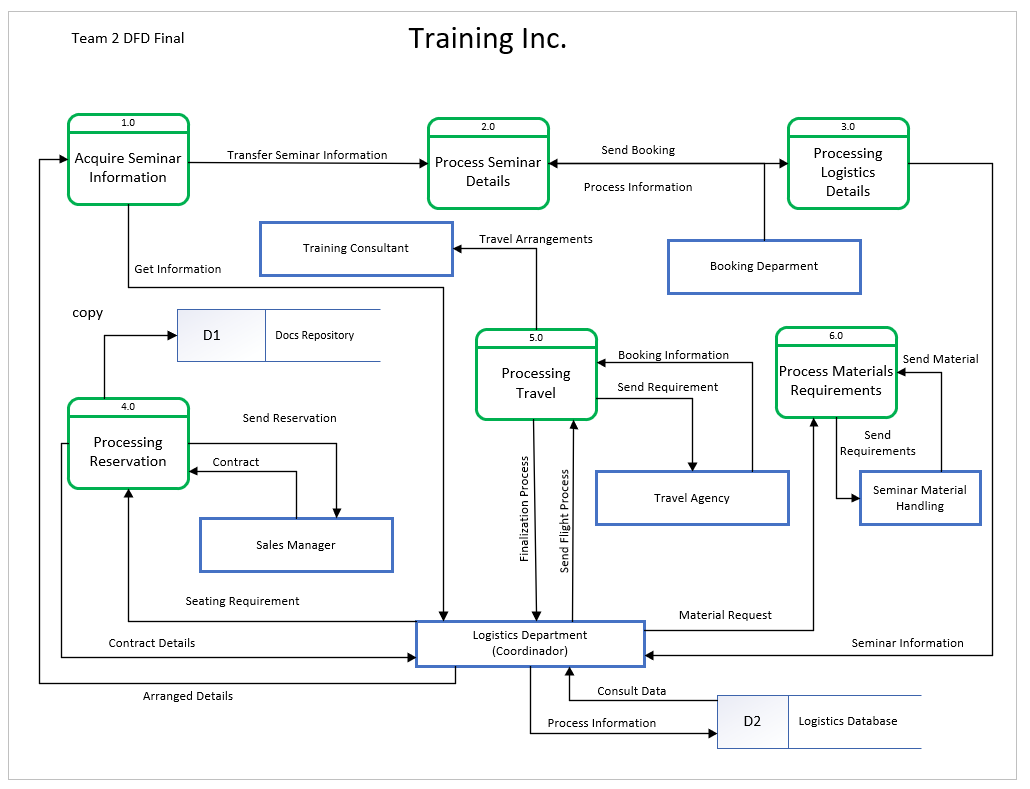 Team 2 DFD Final
Training Inc.
1.0
Acquire Seminar
Information
Transfer Seminar Information
2.0
Process Seminar
Details
Send Booking
Process Information
3.0
Processing
Logistics
Details
Training Consultant
Travel Arrangements
Booking Deparment
Get Information
copy
D1
Docs Repository
5.0
Processing
Travel
Booking Information
Send Requirement
6.0
Process Materials
Requirements
Send Material
4.0
Processing
Reservation
Send Reservation
Contract
Send
Requirements
Finalization Process
Send Flight Process
Travel Agency
Seminar Material
Handling
Sales Manager
Seating Requirement
Material Request
Logistics Department
(Coordinador)
Contract Details
Seminar Information
Arranged Details
Consult Data
Process Information
D2
Logistics Database